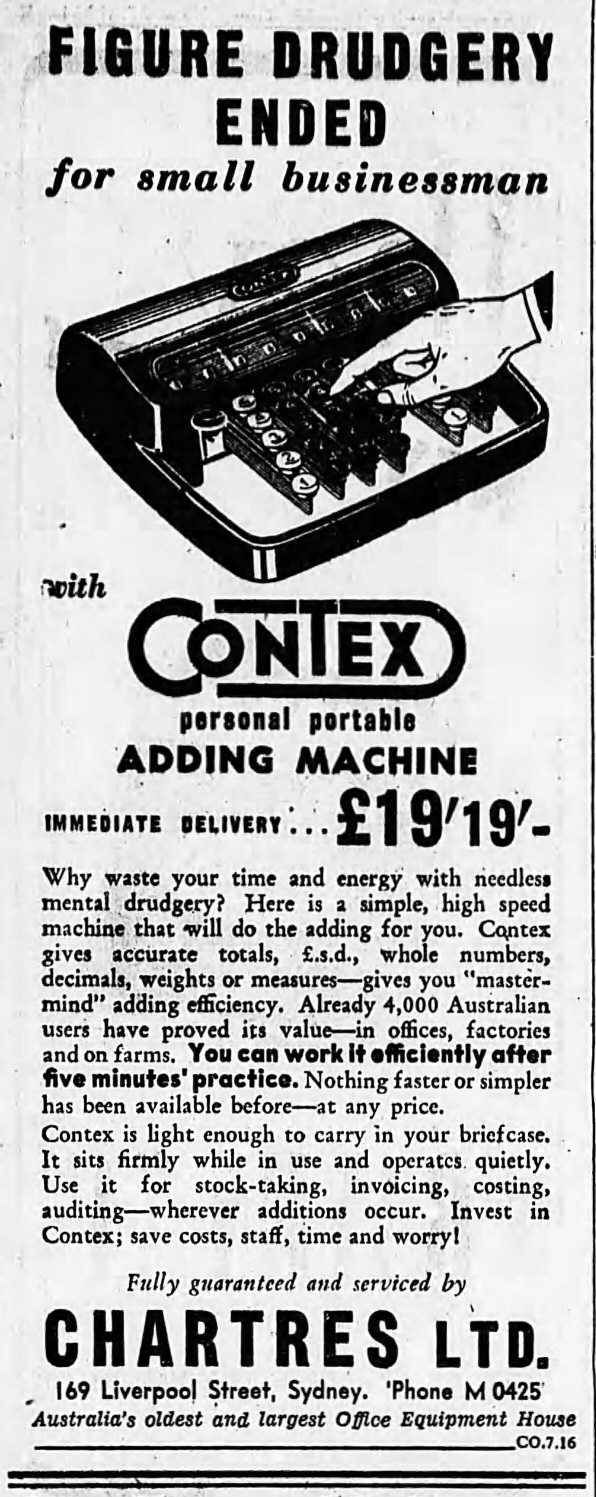 FIGURE DRUDGERY
ENDED
for small businessman
CONTEX
5
4
3
2
1
1
with
CONTEX
personal portable
ADDING MACHINE
IMMEDIATE DELIVERY ... £19'19'-
Why waste your time and energy with needless
mental drudgery? Here is a simple, high speed
machine that will do the adding for you. Contex
gives accurate totals, £.s.d., whole numbers,
decimals, weights or measures—gives you "master-
mind" adding efficiency. Already 4,000 Australian
users have proved its value—in offices, factories
and on farms. You can work it efficiently after
five minutes' practice. Nothing faster or simpler
has been available before—at any price.
Contex is light enough to carry in your briefcase.
It sits firmly while in use and operates quietly.
Use it for stock-taking, invoicing, costing,
auditing—wherever additions occur. Invest in
Contex; save costs, staff, time and worry!
Fully guaranteed and serviced by
CHARTRES LTD.
169 Liverpool Street, Sydney. 'Phone M 0425
Australia's oldest and largest Office Equipment House
CO.7.16